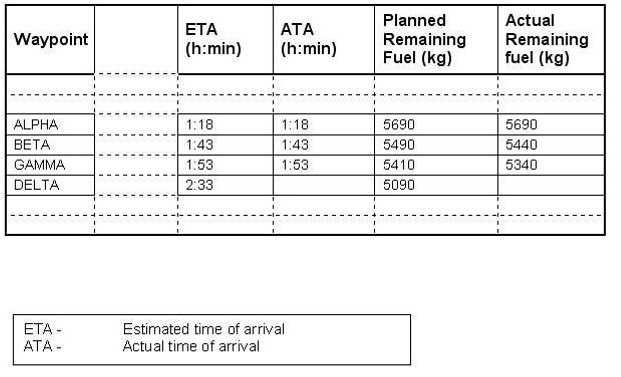 Waypoint ETA (h:min) ATA (h:min) Planned Remaining Fuel (kg) Actual Remaining fuel (kg)
ALPHA 1:18 1:18 5690 5690
BETA 1:43 1:43 5490 5440
GAMMA 1:53 1:53 5410 5340
DELTA 2:33 5090
ETA - Estimated time of arrival
ATA - Actual time of arrival